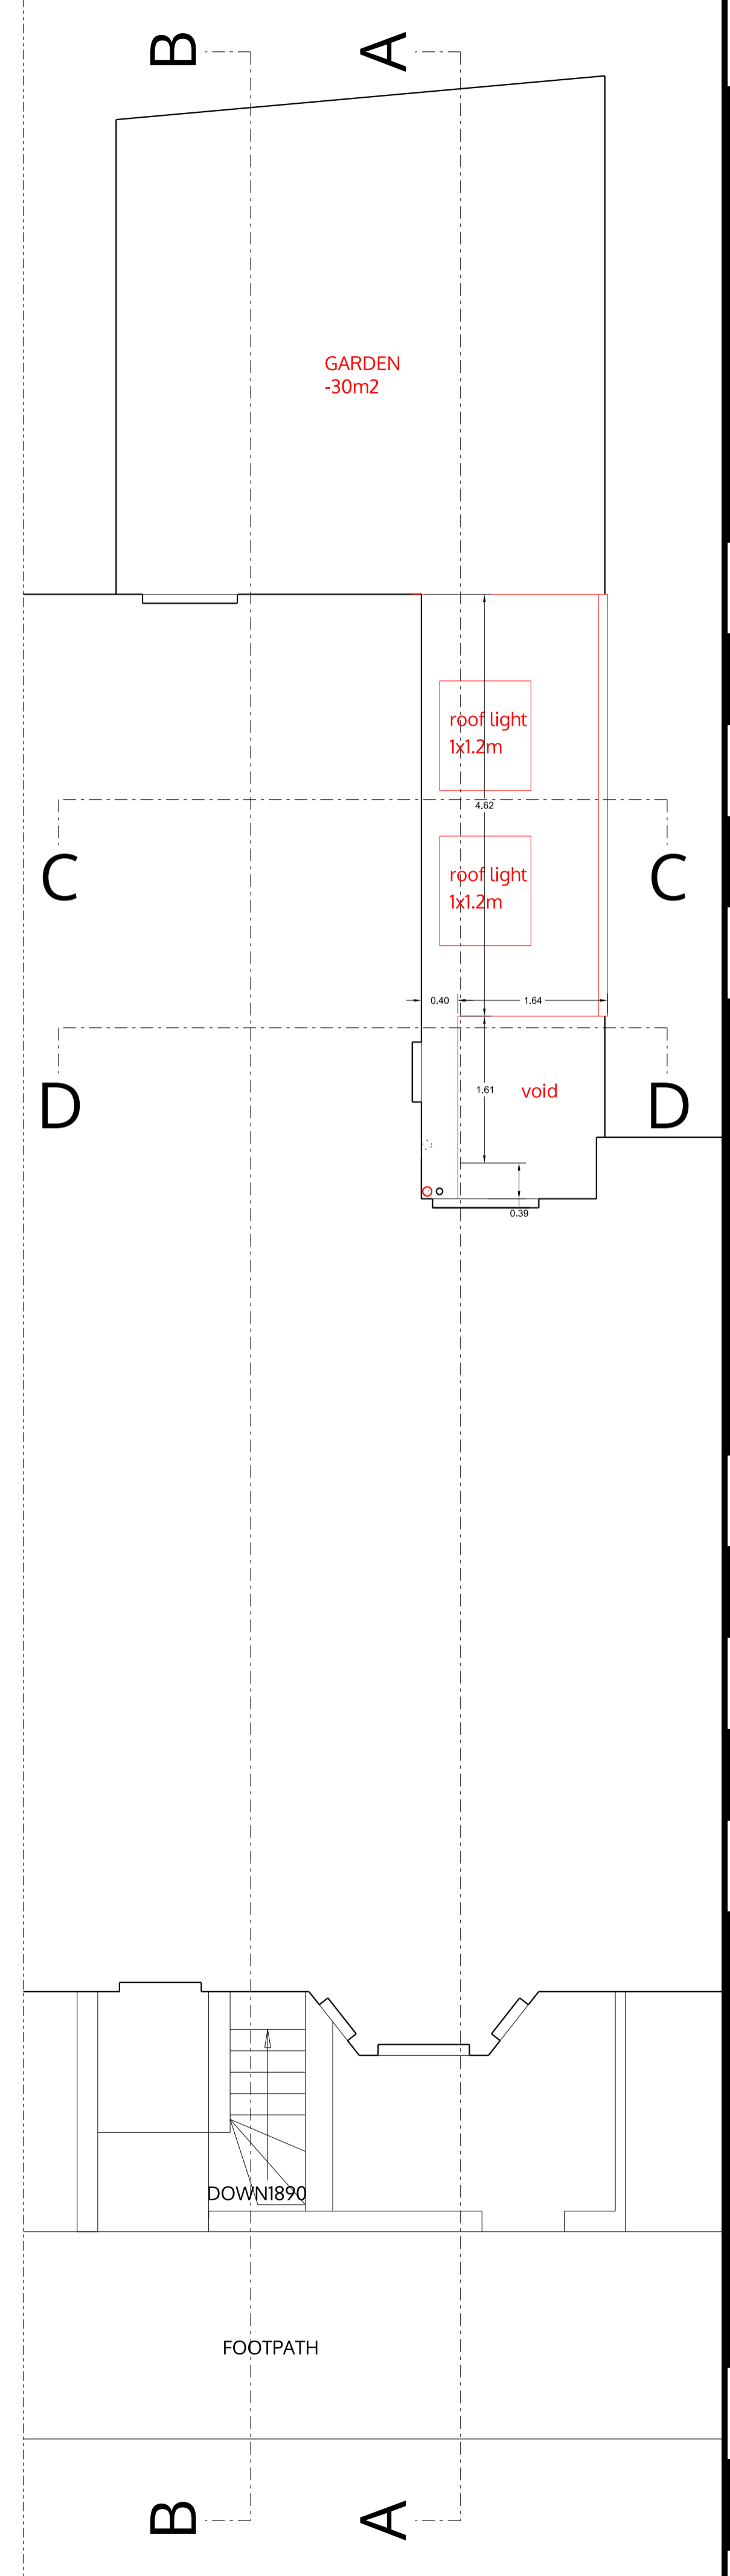 B
A
GARDEN
-30m2
roof light
1x1.2m
4.62
C
C
roof light
1x1.2m
0.40
1.64
D
1.61
void
D
0.39
DOWN1890
FOOTPATH
B
A